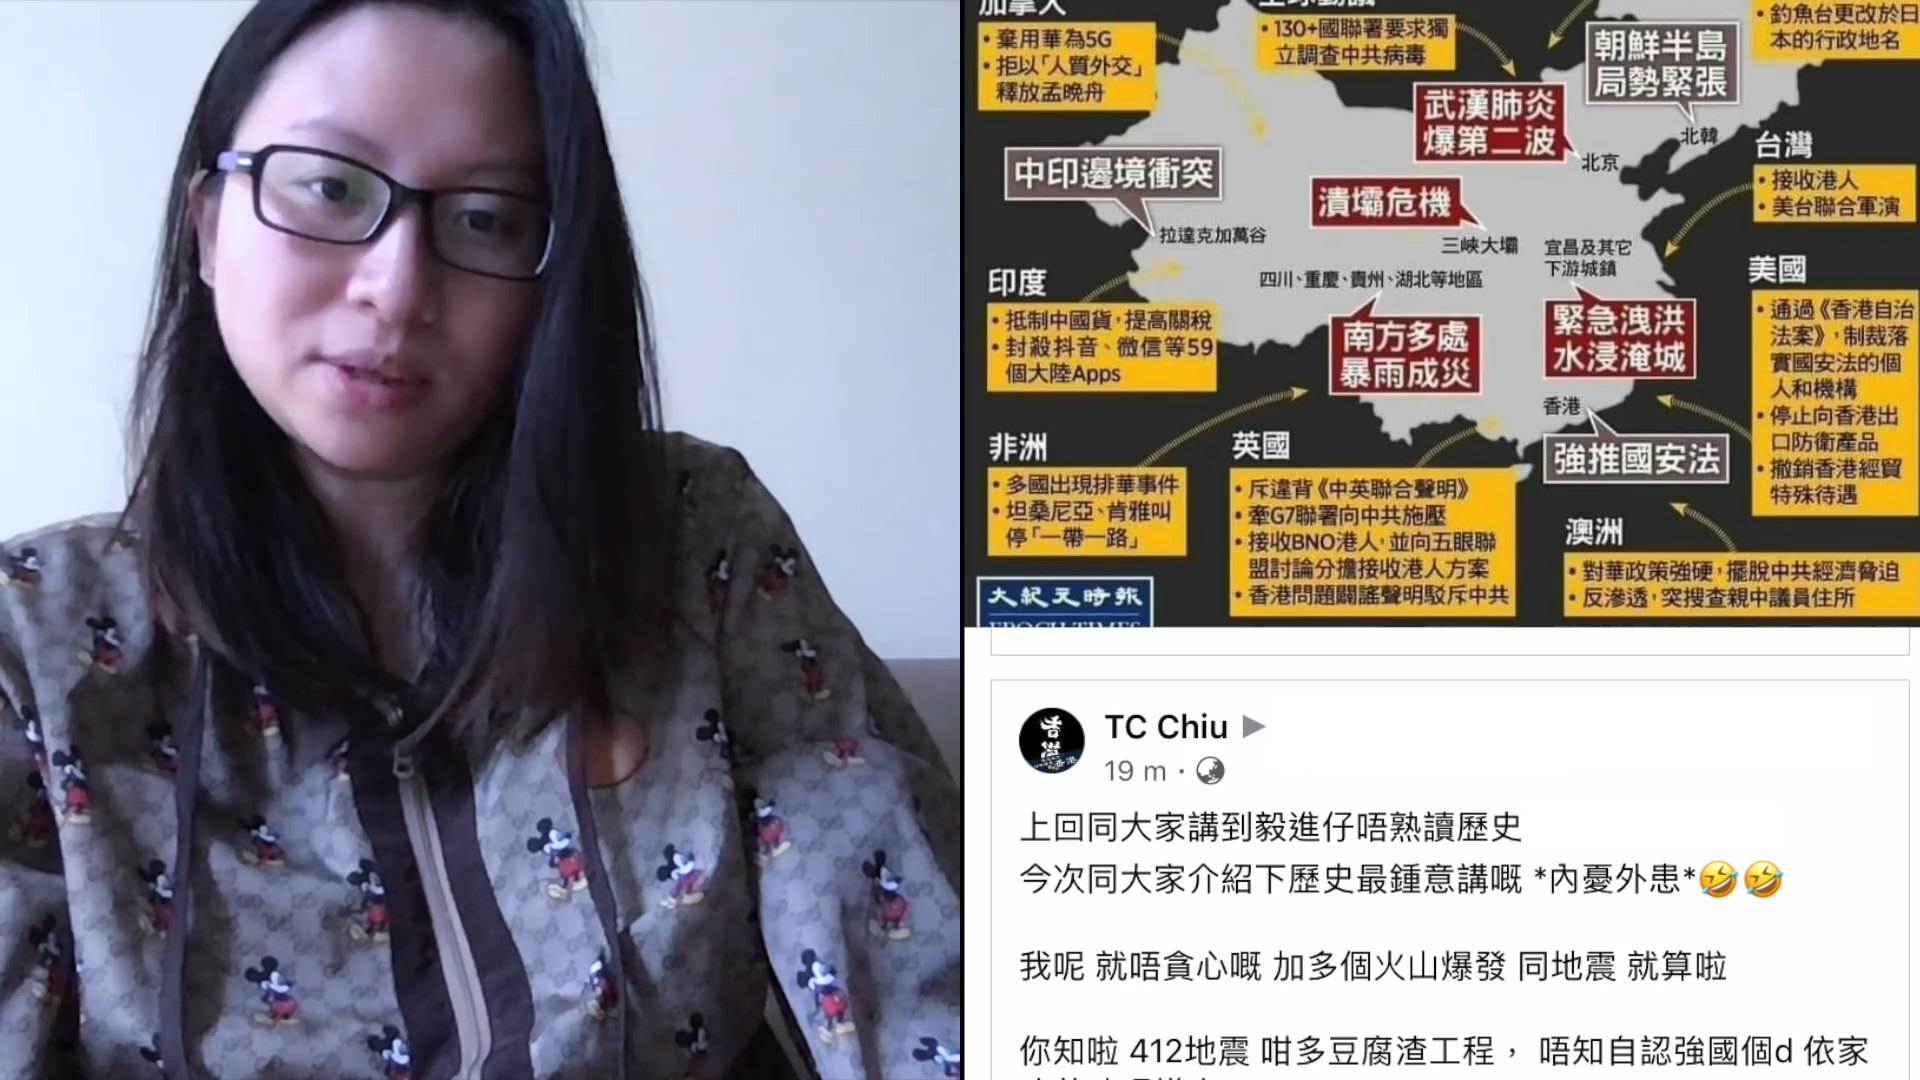 加拿大
• 棄用華為5G
• 拒以「人質外交」
釋放孟晚舟
• 130+國聯署要求獨
立調查中共病毒
• 釣魚台更改於日
本的行政地名
朝鮮半島
局勢緊張
北韓
武漢肺炎
爆第二波
北京
台灣
• 接收港人
• 美台聯合軍演
中印邊境衝突
拉達克加萬谷
潰壩危機
三峽大壩
宜昌及其它
下游城鎮
四川、重慶、貴州、湖北等地區
印度
• 抵制中國貨，提高關稅
• 封殺抖音、微信等59
個大陸Apps
南方多處
暴雨成災
緊急洩洪
水浸淹城
美國
• 通過《香港自治
法案》，制裁落
實國安法的個
人和機構
• 停止向香港出
口防衛產品
• 撤銷香港經貿
特殊待遇
香港
強推國安法
非洲
• 多國出現排華事件
• 坦桑尼亞、肯雅叫
停「一帶一路」
英國
• 斥違背《中英聯合聲明》
• 牽G7聯署向中共施壓
• 接收BNO港人，並向五眼聯
盟討論分擔接收港人方案
• 香港問題闢謠聲明駁斥中共
澳洲
• 對華政策強硬，擺脫中共經濟脅迫
• 反滲透，突搜查親中議員住所
大紀元時報
EPOCH TIMES
TC Chiu
19 m ·
上回同大家講到毅進仔唔熟讀歷史
今次同大家介紹下歷史最鍾意講嘅 *內憂外患*🤣🤣
我呢 就唔貪心嘅 加多個火山爆發 同地震 就算啦
你知啦 412地震 咁多豆腐渣工程， 唔知自認強國個d 依家